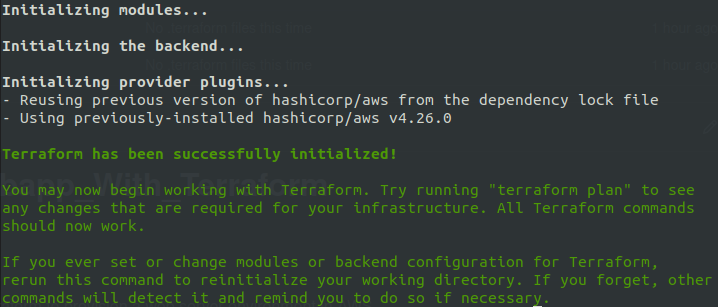 Initializing modules...
Initializing the backend...
1 hour ago
Initializing provider plugins...
- Reusing previous version of hashicorp/aws from the dependency lock file
- Using previously-installed hashicorp/aws v4.26.0
Terraform has been successfully initialized!
You may now begin working with Terraform. Try running "terraform plan" to see
any changes that are required for your infrastructure. All Terraform commands
should now work.
If you ever set or change modules or backend configuration for Terraform,
rerun this command to reinitialize your working directory. If you forget, other
commands will detect it and remind you to do so if necessary.